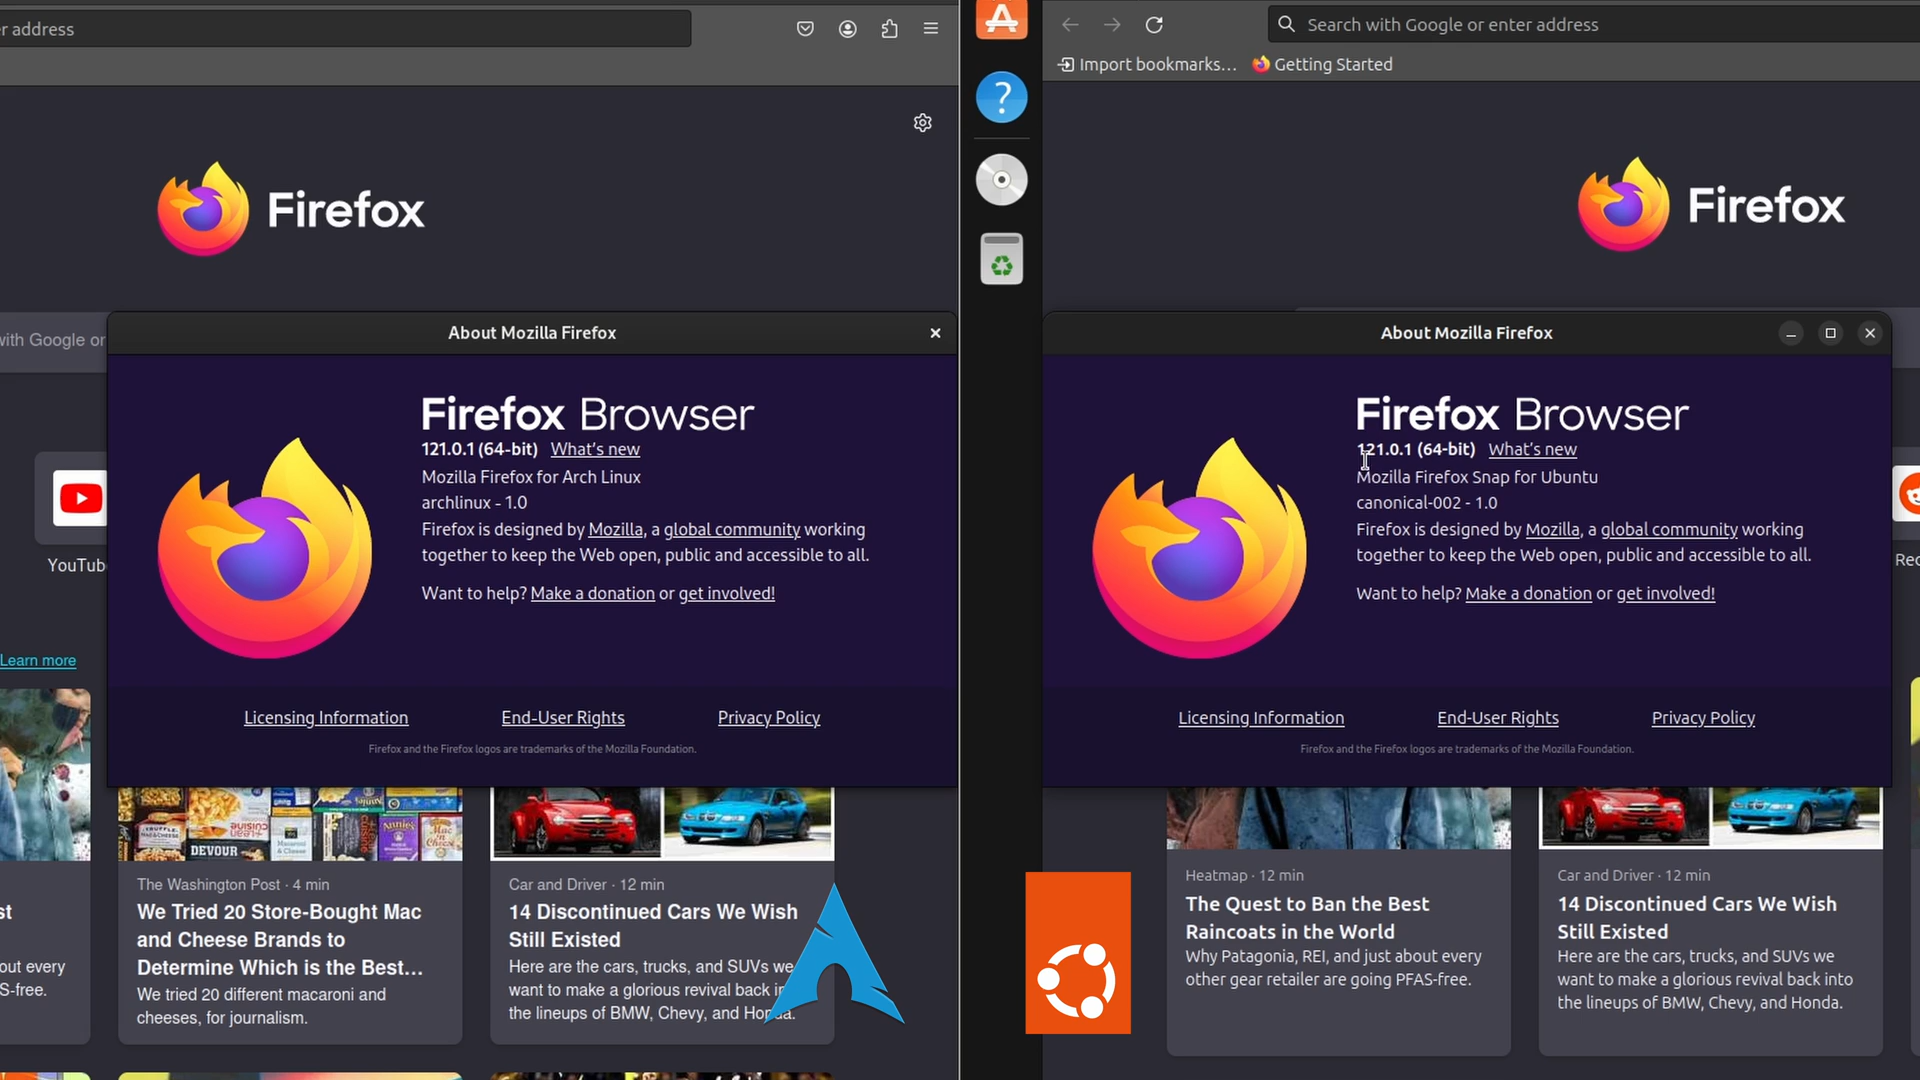 r address
Firefox
with Google or
About Mozilla Firefox
Firefox Browser
121.0.1 (64-bit) What's new
Mozilla Firefox for Arch Linux
archlinux - 1.0
Firefox is designed by Mozilla, a global community working
together to keep the Web open, public and accessible to all.
Want to help? Make a donation or get involved!
Licensing Information End-User Rights Privacy Policy
Firefox and the Firefox logos are trademarks of the Mozilla Foundation.
YouTub
Learn more
st
out every
S-free.
DEVOUR
Annie's
The Washington Post · 4 min
We Tried 20 Store-Bought Mac
and Cheese Brands to
Determine Which is the Best...
We tried 20 different macaroni and
cheeses, for journalism.
Car and Driver · 12 min
14 Discontinued Cars We Wish
Still Existed
Here are the cars, trucks, and SUVs we
want to make a glorious revival back in
the lineups of BMW, Chevy, and Honda.
Search with Google or enter address
Import bookmarks... Getting Started
Firefox
About Mozilla Firefox
Firefox Browser
121.0.1 (64-bit) What's new
Mozilla Firefox Snap for Ubuntu
canonical-002 - 1.0
Firefox is designed by Mozilla, a global community working
together to keep the Web open, public and accessible to all.
Want to help? Make a donation or get involved!
Licensing Information End-User Rights Privacy Policy
Firefox and the Firefox logos are trademarks of the Mozilla Foundation.
Heatmap · 12 min
The Quest to Ban the Best
Raincoats in the World
Why Patagonia, REI, and just about every
other gear retailer are going PFAS-free.
Car and Driver · 12 min
14 Discontinued Cars We Wish
Still Existed
Here are the cars, trucks, and SUVs we
want to make a glorious revival back into
the lineups of BMW, Chevy, and Honda.